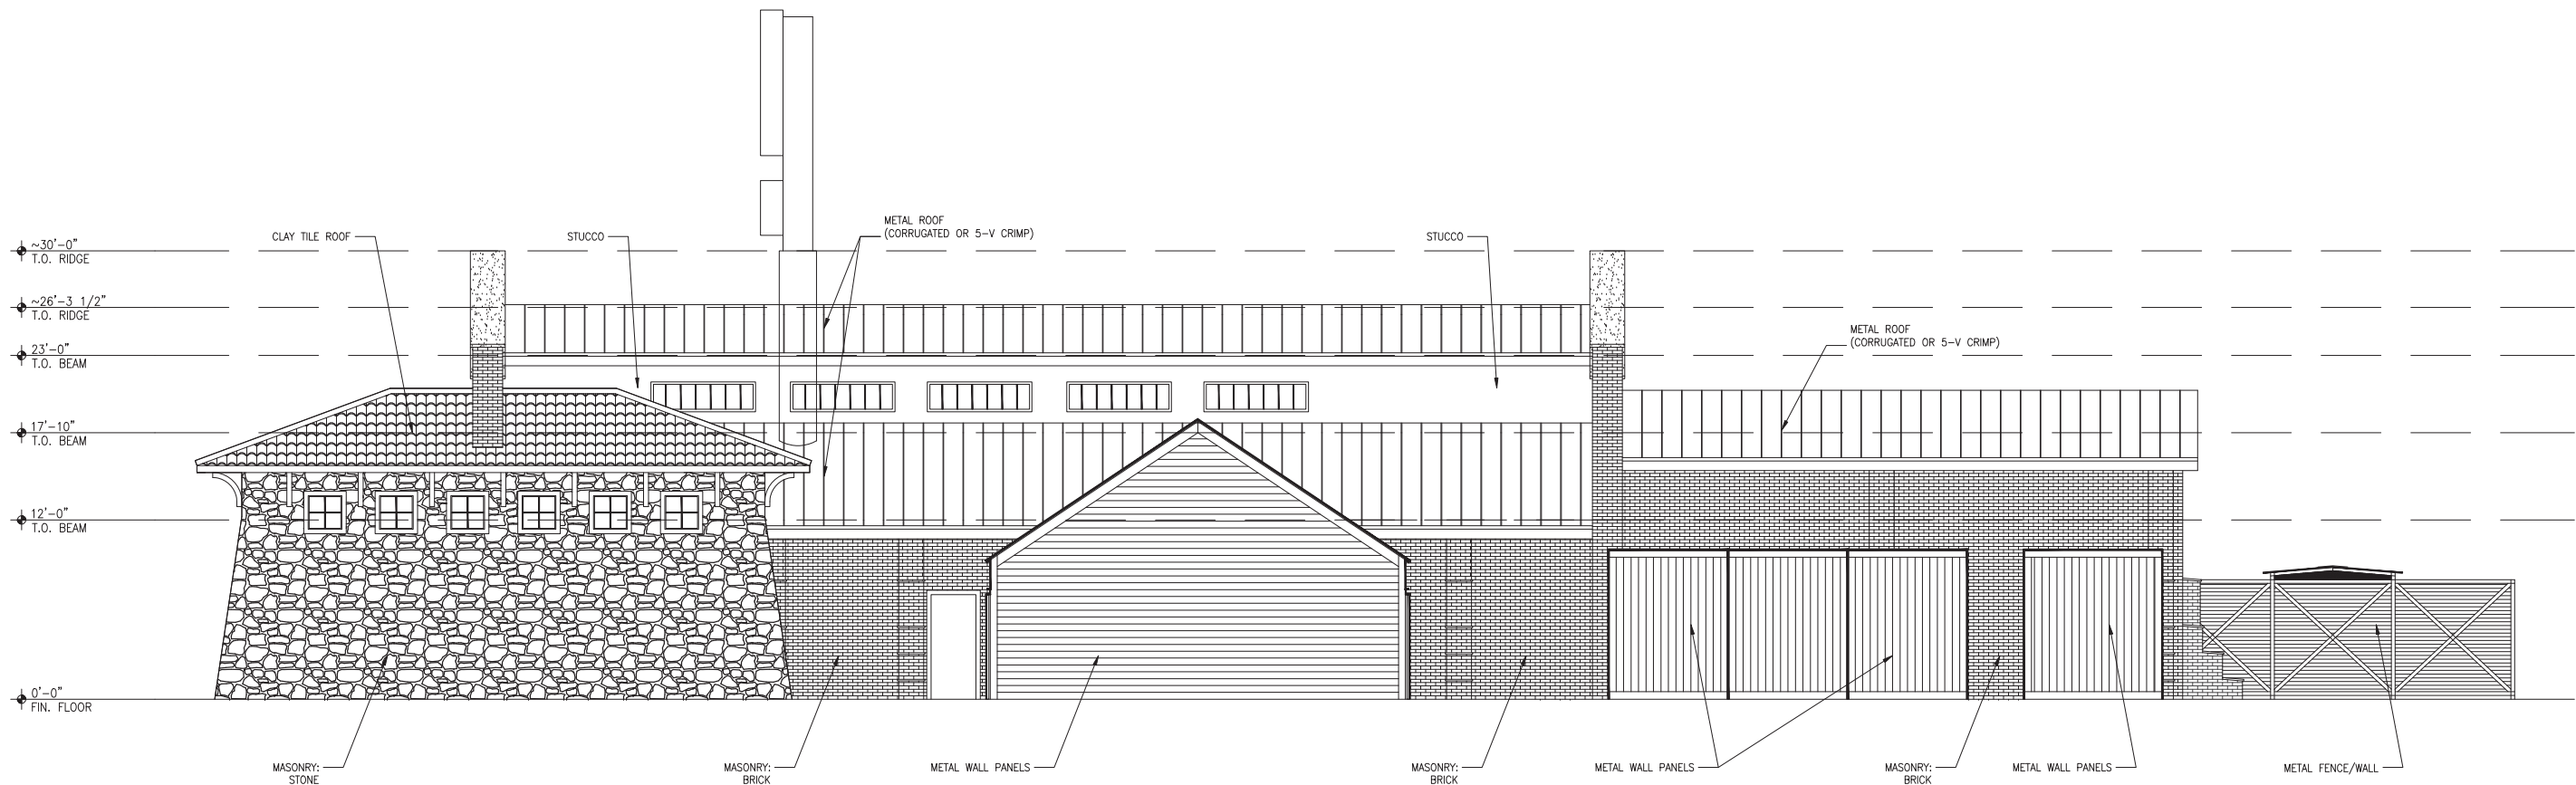 METAL ROOF
(CORRUGATED OR 5-V CRIMP)
CLAY TILE ROOF
STUCCO
STUCCO
~30'-0"
T.O. RIDGE
~26'-3 1/2"
T.O. RIDGE
METAL ROOF
(CORRUGATED OR 5-V CRIMP)
23'-0"
T.O. BEAM
17'-10"
T.O. BEAM
12'-0"
T.O. BEAM
0'-0"
FIN. FLOOR
MASONRY:
STONE
MASONRY:
BRICK
METAL WALL PANELS
MASONRY:
BRICK
METAL WALL PANELS
MASONRY:
BRICK
METAL WALL PANELS
METAL FENCE/WALL